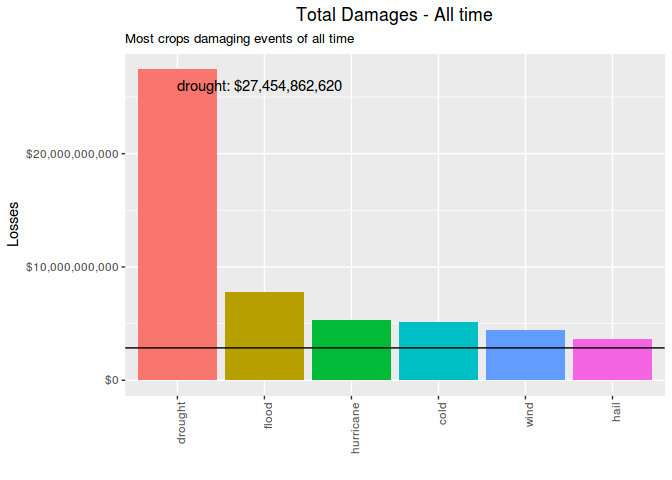 Total Damages - All time
Most crops damaging events of all time
drought: $27,454,862,620
$20,000,000,000
$10,000,000,000
$0
Losses
drought
flood
hurricane
cold
wind
hail